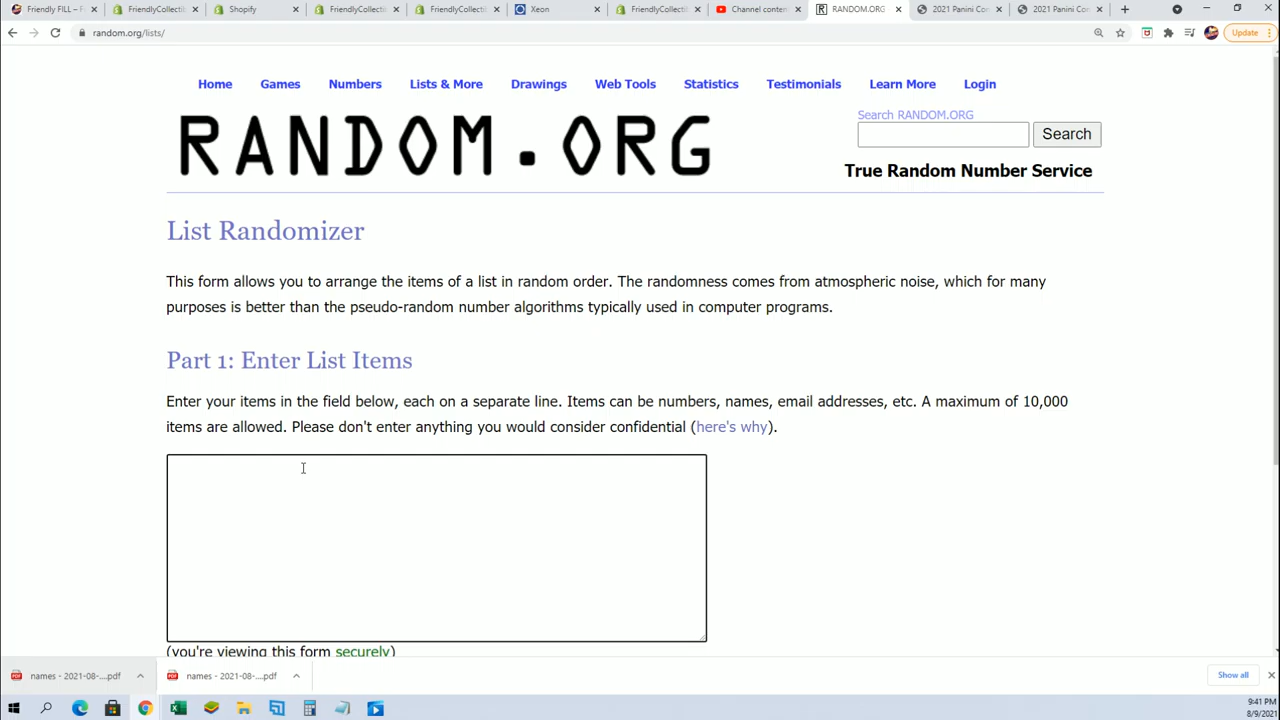 Friendly FILL – F
FriendlyCollectib
Shopify
FriendlyCollecti
FriendlyCollecti
Xeon
FriendlyCollectib
Channel conten
RANDOM.ORG
2021 Panini Con
2021 Panini Con
random.org/lists/
Update
Home Games Numbers Lists & More Drawings Web Tools Statistics Testimonials Learn More Login
RANDOM.ORG
Search RANDOM.ORG
Search
True Random Number Service
List Randomizer
This form allows you to arrange the items of a list in random order. The randomness comes from atmospheric noise, which for many
purposes is better than the pseudo-random number algorithms typically used in computer programs.
Part 1: Enter List Items
Enter your items in the field below, each on a separate line. Items can be numbers, names, email addresses, etc. A maximum of 10,000
items are allowed. Please don't enter anything you would consider confidential (here's why).
(you're viewing this form securely)
names - 2021-08-....pdf
names - 2021-08-....pdf
Show all
9:41 PM
8/9/2021